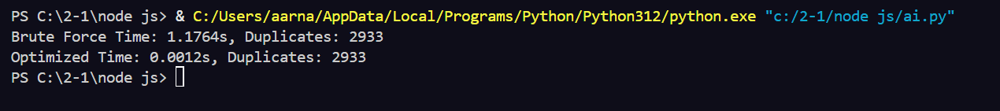 PS C:\2-1\node js> & C:/Users/aarna/AppData/Local/Programs/Python/Python312/python.exe "c:/2-1/node js/ai.py"
Brute Force Time: 1.1764s, Duplicates: 2933
Optimized Time: 0.0012s, Duplicates: 2933
PS C:\2-1\node js>